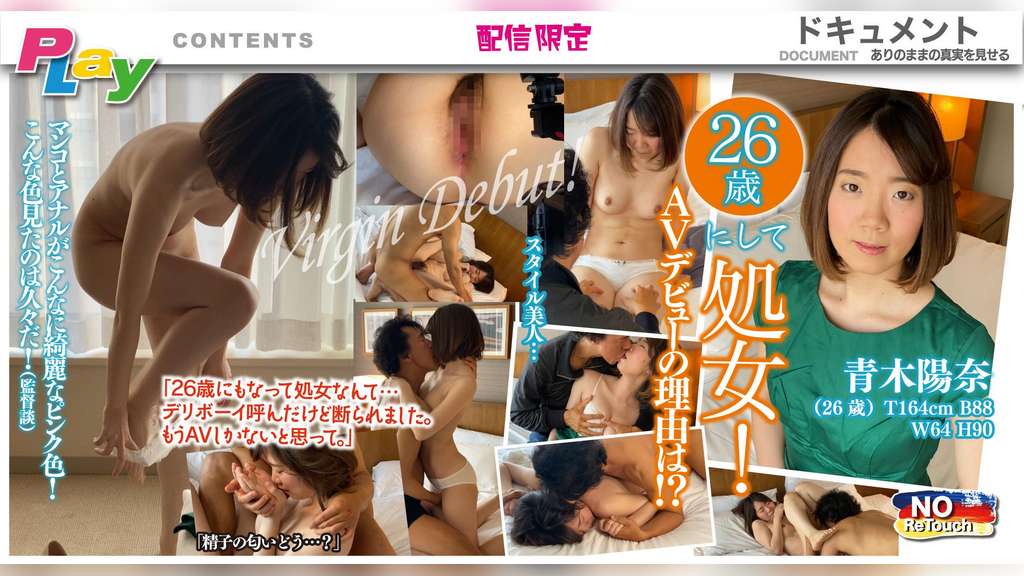 PLay
CONTENTS
配信限定
ドキュメント
DOCUMENT ありのままの真実を見せる
マンコとアナルがこんなに綺麗なピンク色!
こんな色見たのは久々だ!(監督談)
Virgin Debut!
スタイル美人…
26歳にして処女!
AVデビューの理由は!?
青木陽奈
(26歳) T164cm B88
W64 H90
「26歳にもなって処女なんて…
デリボーイ呼んだけど断られました。
もうAVしかないと思って。」
「精子の匂いどう…?」
NO
ReTouch